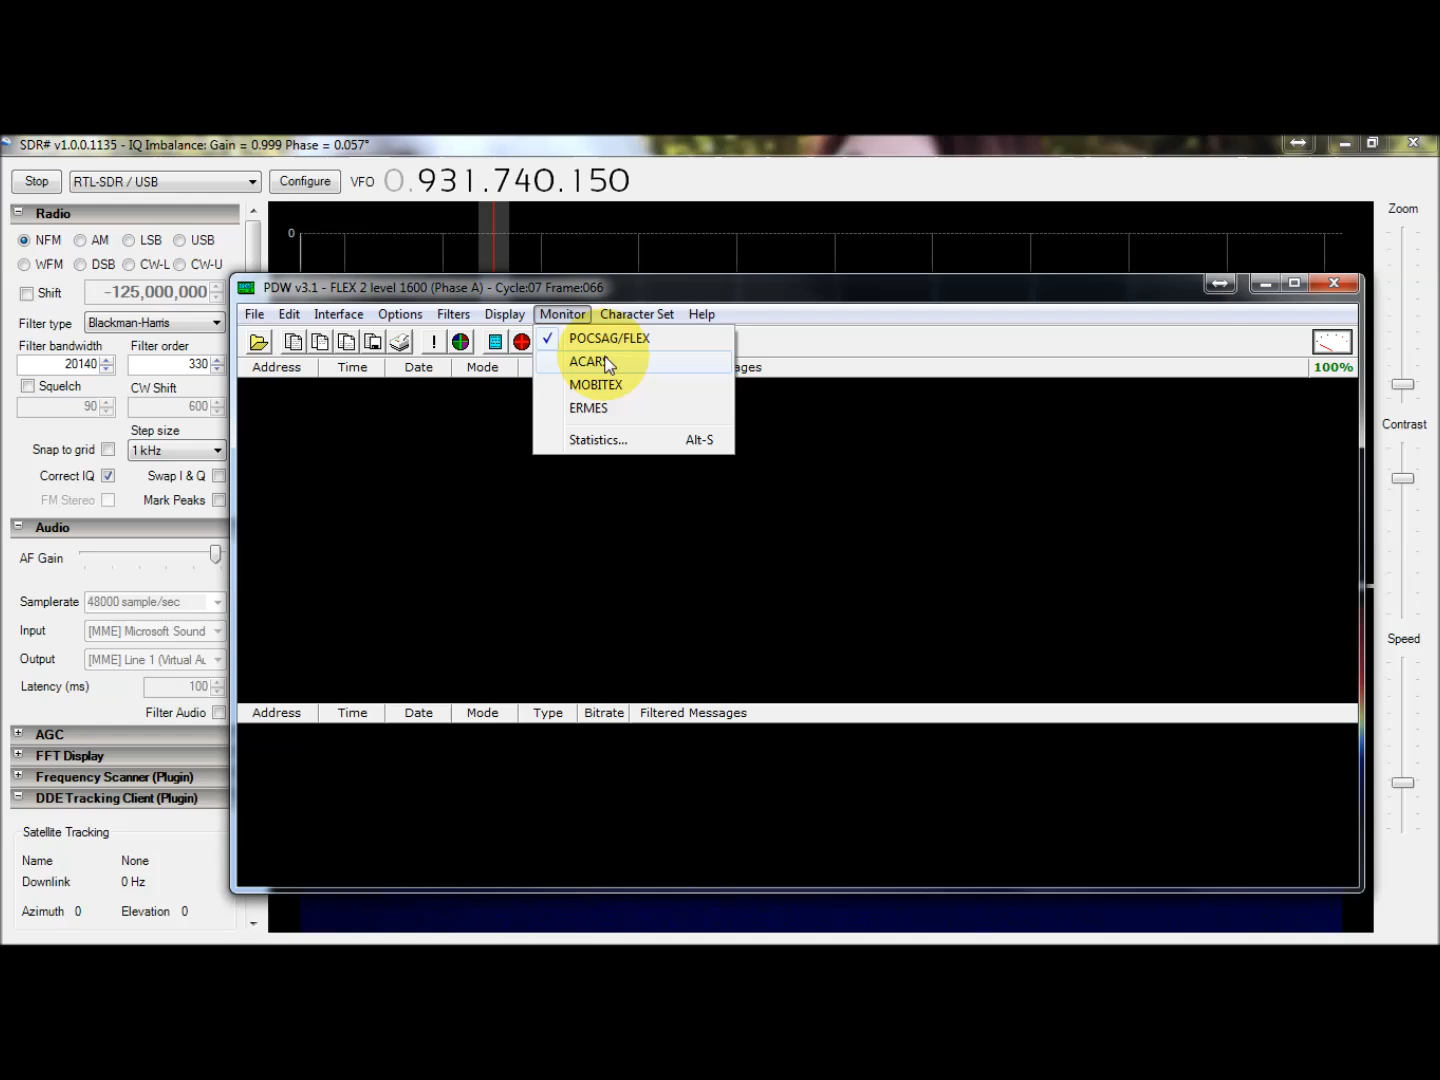 SDR# v1.0.0.1135 - IQ Imbalance: Gain = 0.999 Phase = 0.057°
Stop RTL-SDR / USB Configure VFO 0.931.740.150
Radio
NFM AM LSB USB
WFM DSB CW-L CW-U
Shift -125,000,000
Filter type Blackman-Harris
Filter bandwidth Filter order
20140 330
Squelch CW Shift
90 600
Step size
Snap to grid 1 kHz
Correct IQ Swap I & Q
FM Stereo Mark Peaks
Audio
AF Gain
Samplerate 48000 sample/sec
Input [MME] Microsoft Sound
Output [MME] Line 1 (Virtual Au
Latency (ms) 100
Filter Audio
AGC
FFT Display
Frequency Scanner (Plugin)
DDE Tracking Client (Plugin)
Satellite Tracking
Name None
Downlink 0 Hz
Azimuth 0 Elevation 0
0
PDW v3.1 - FLEX 2 level 1600 (Phase A) - Cycle:07 Frame:066
File Edit Interface Options Filters Display Monitor Character Set Help
POCSAG/FLEX
ACARS
MOBITEX
ERMES
Statistics... Alt-S
Address Time Date Mode 100%
Address Time Date Mode Type Bitrate Filtered Messages
Zoom
Contrast
Speed